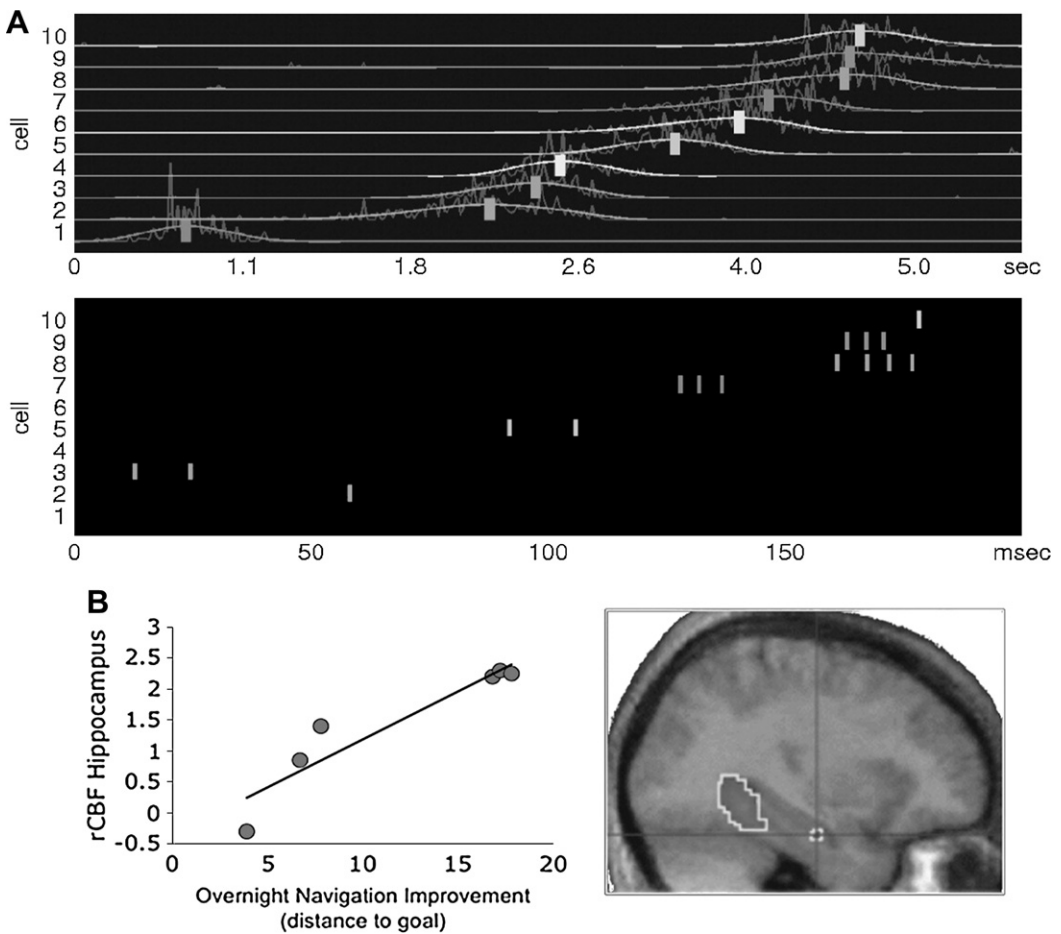 A
10
9
8
7
6
5
4
3
2
1
cell
0 1.1 1.8 2.6 4.0 5.0 sec
10
9
8
7
6
5
4
3
2
1
cell
0 50 100 150 msec
B
rCBF Hippocampus
3
2.5
2
1.5
1
0.5
0
-0.5
0 5 10 15 20
Overnight Navigation Improvement
(distance to goal)